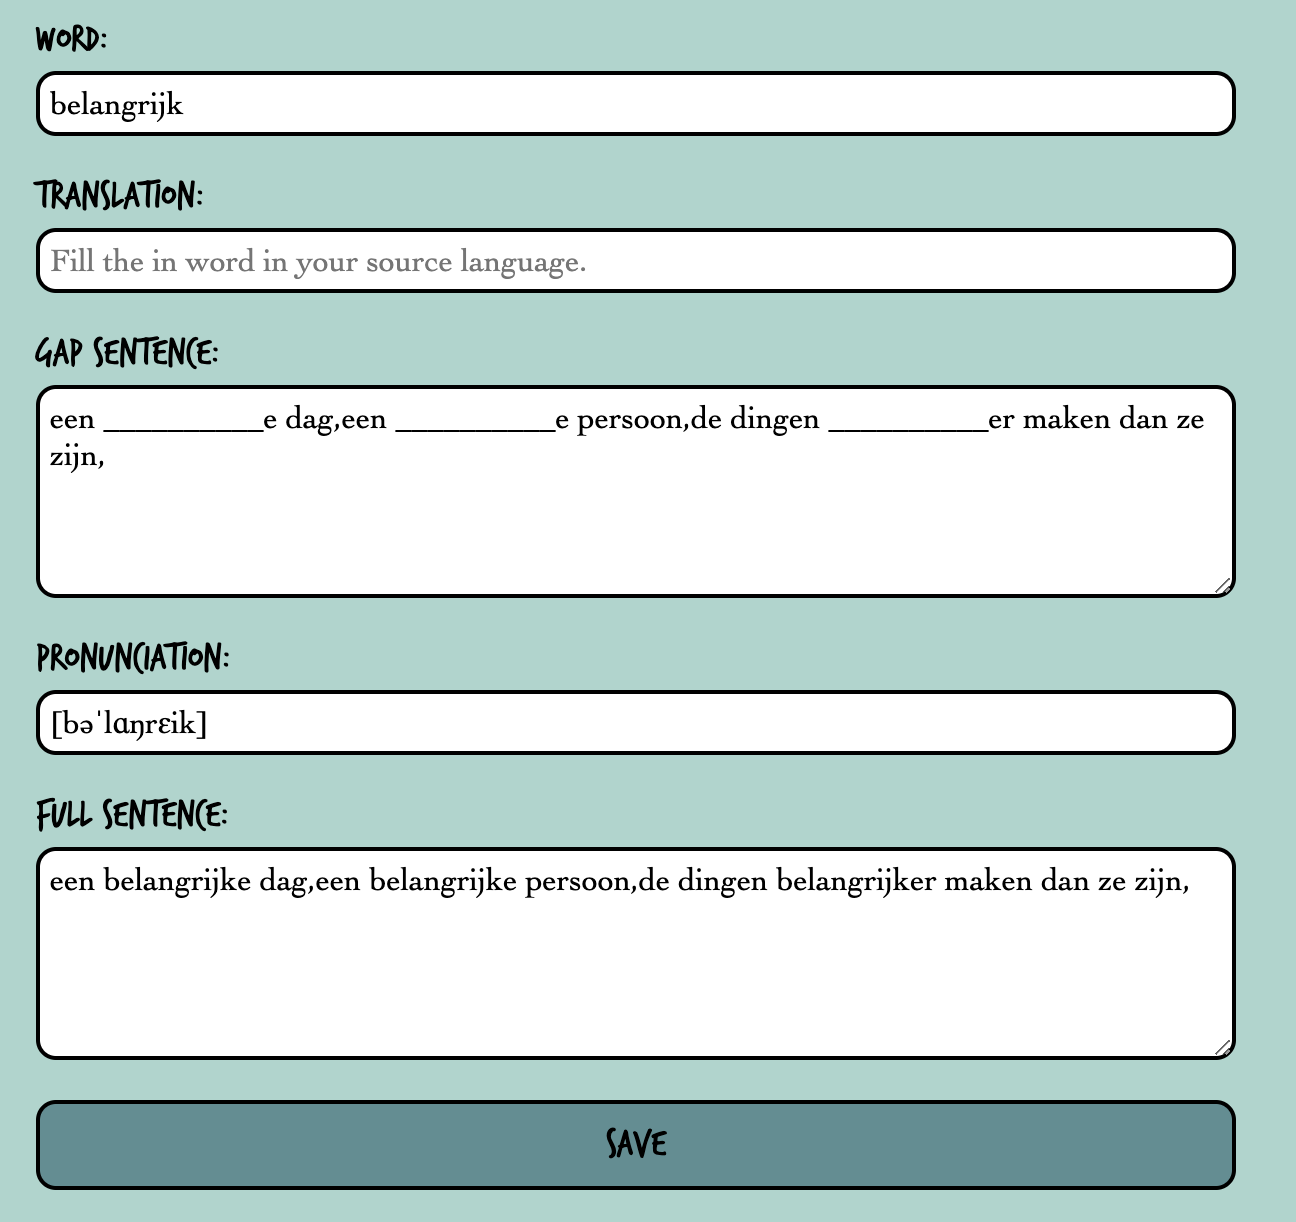 WORD:
belangrijk
TRANSLATION:
Fill the in word in your source language.
GAP SENTENCE:
een __________e dag,een __________e persoon,de dingen __________er maken dan ze
zijn,
PRONUNCIATION:
[bəˈlɑŋrɛik]
FULL SENTENCE:
een belangrijke dag,een belangrijke persoon,de dingen belangrijker maken dan ze zijn,
SAVE